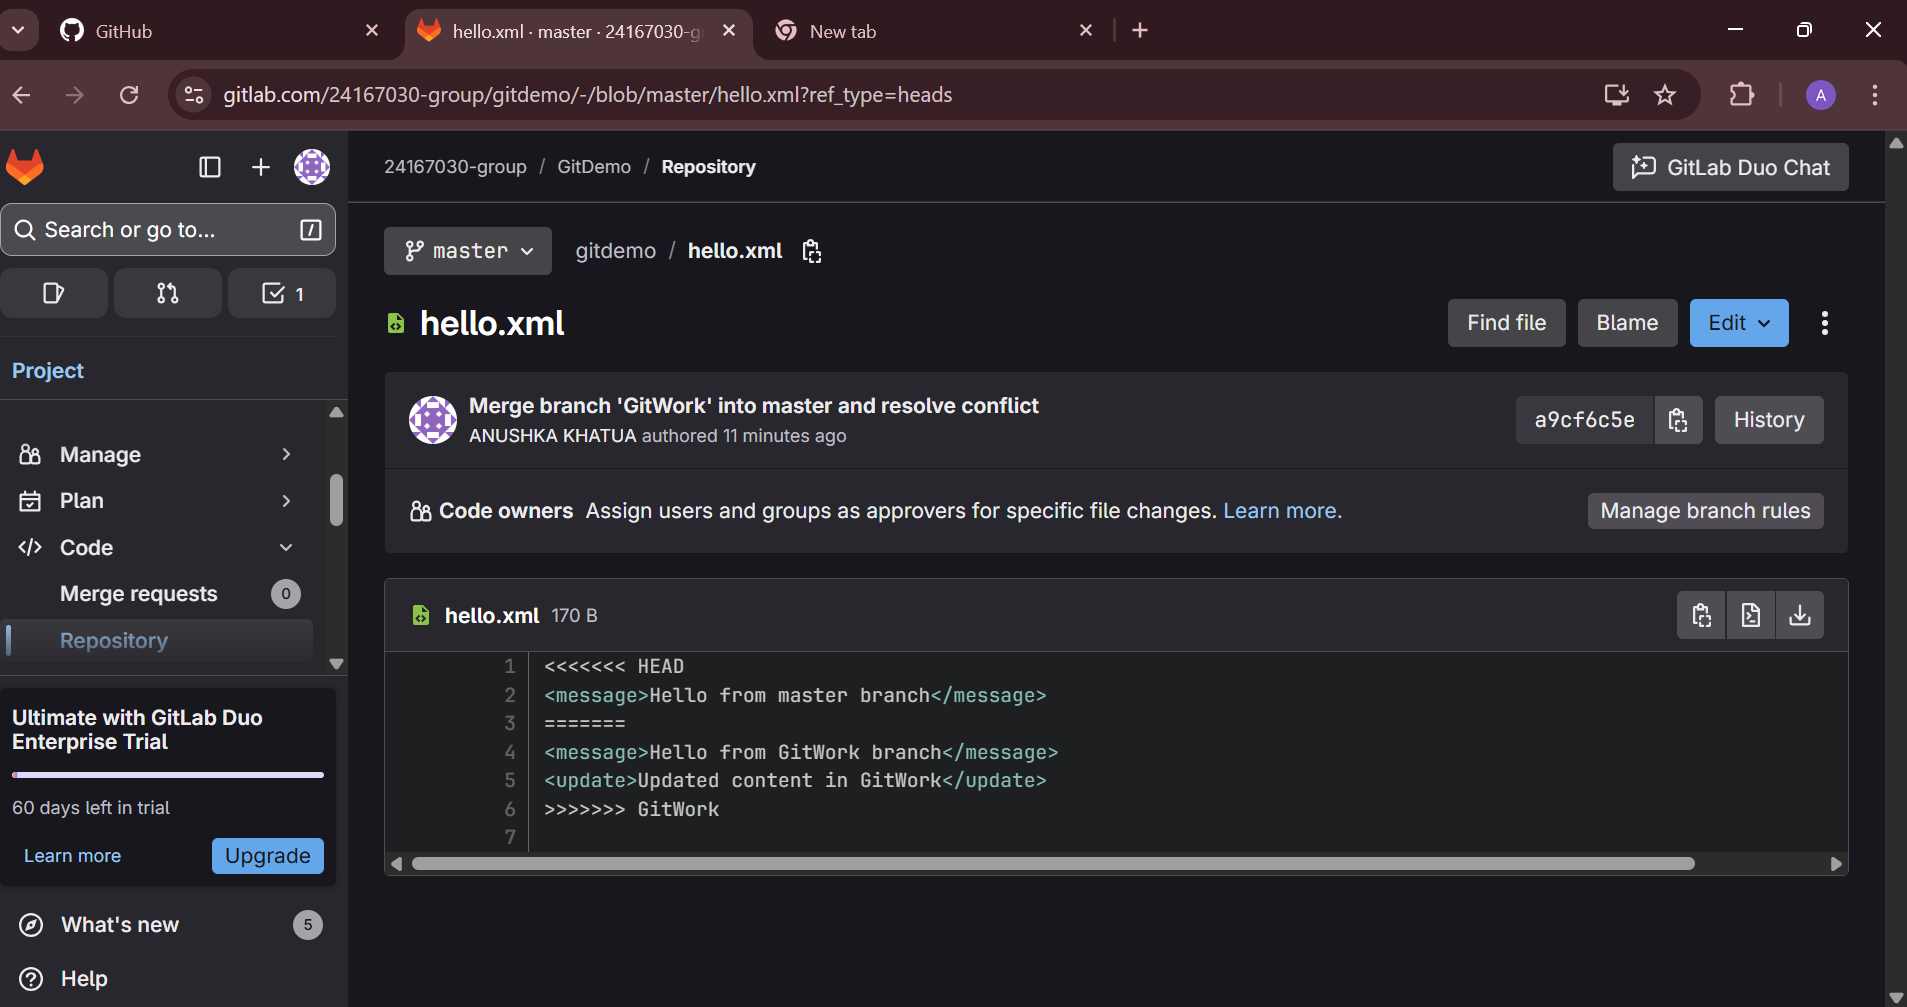 GitHub
hello.xml · master · 24167030-g
New tab
gitlab.com/24167030-group/gitdemo/-/blob/master/hello.xml?ref_type=heads
A
24167030-group / GitDemo / Repository
GitLab Duo Chat
Search or go to...
/
master
gitdemo / hello.xml
1
hello.xml
Find file
Blame
Edit
Project
Merge branch 'GitWork' into master and resolve conflict
ANUSHKA KHATUA authored 11 minutes ago
a9cf6c5e
History
Manage
Plan
Code
Merge requests
0
Repository
Code owners Assign users and groups as approvers for specific file changes. Learn more.
Manage branch rules
hello.xml 170 B
1 <<<<<<< HEAD
2 <message>Hello from master branch</message>
3 =======
4 <message>Hello from GitWork branch</message>
5 <update>Updated content in GitWork</update>
6 >>>>>>> GitWork
7
Ultimate with GitLab Duo
Enterprise Trial
60 days left in trial
Learn more
Upgrade
What's new
5
Help